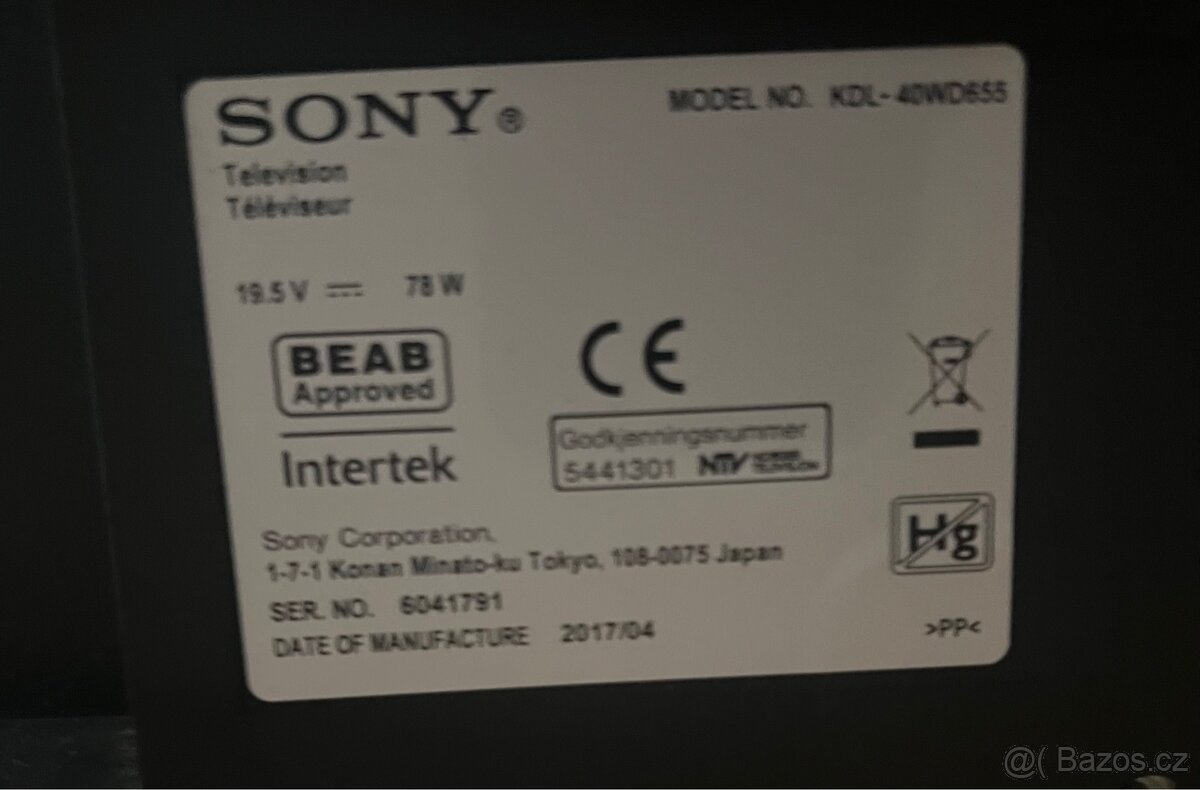 SONY®
MODEL NO. KDL-40WD655
Television
Téléviseur
19.5 V 78 W
BEAB
Approved
Intertek
CE
Godkjenningsnummer
5441301 NTV
Hg
Sony Corporation.
1-7-1 Konan Minato-ku Tokyo, 108-0075 Japan
SER. NO. 6041791
DATE OF MANUFACTURE 2017/04
>PP<
@( Bazos.cz